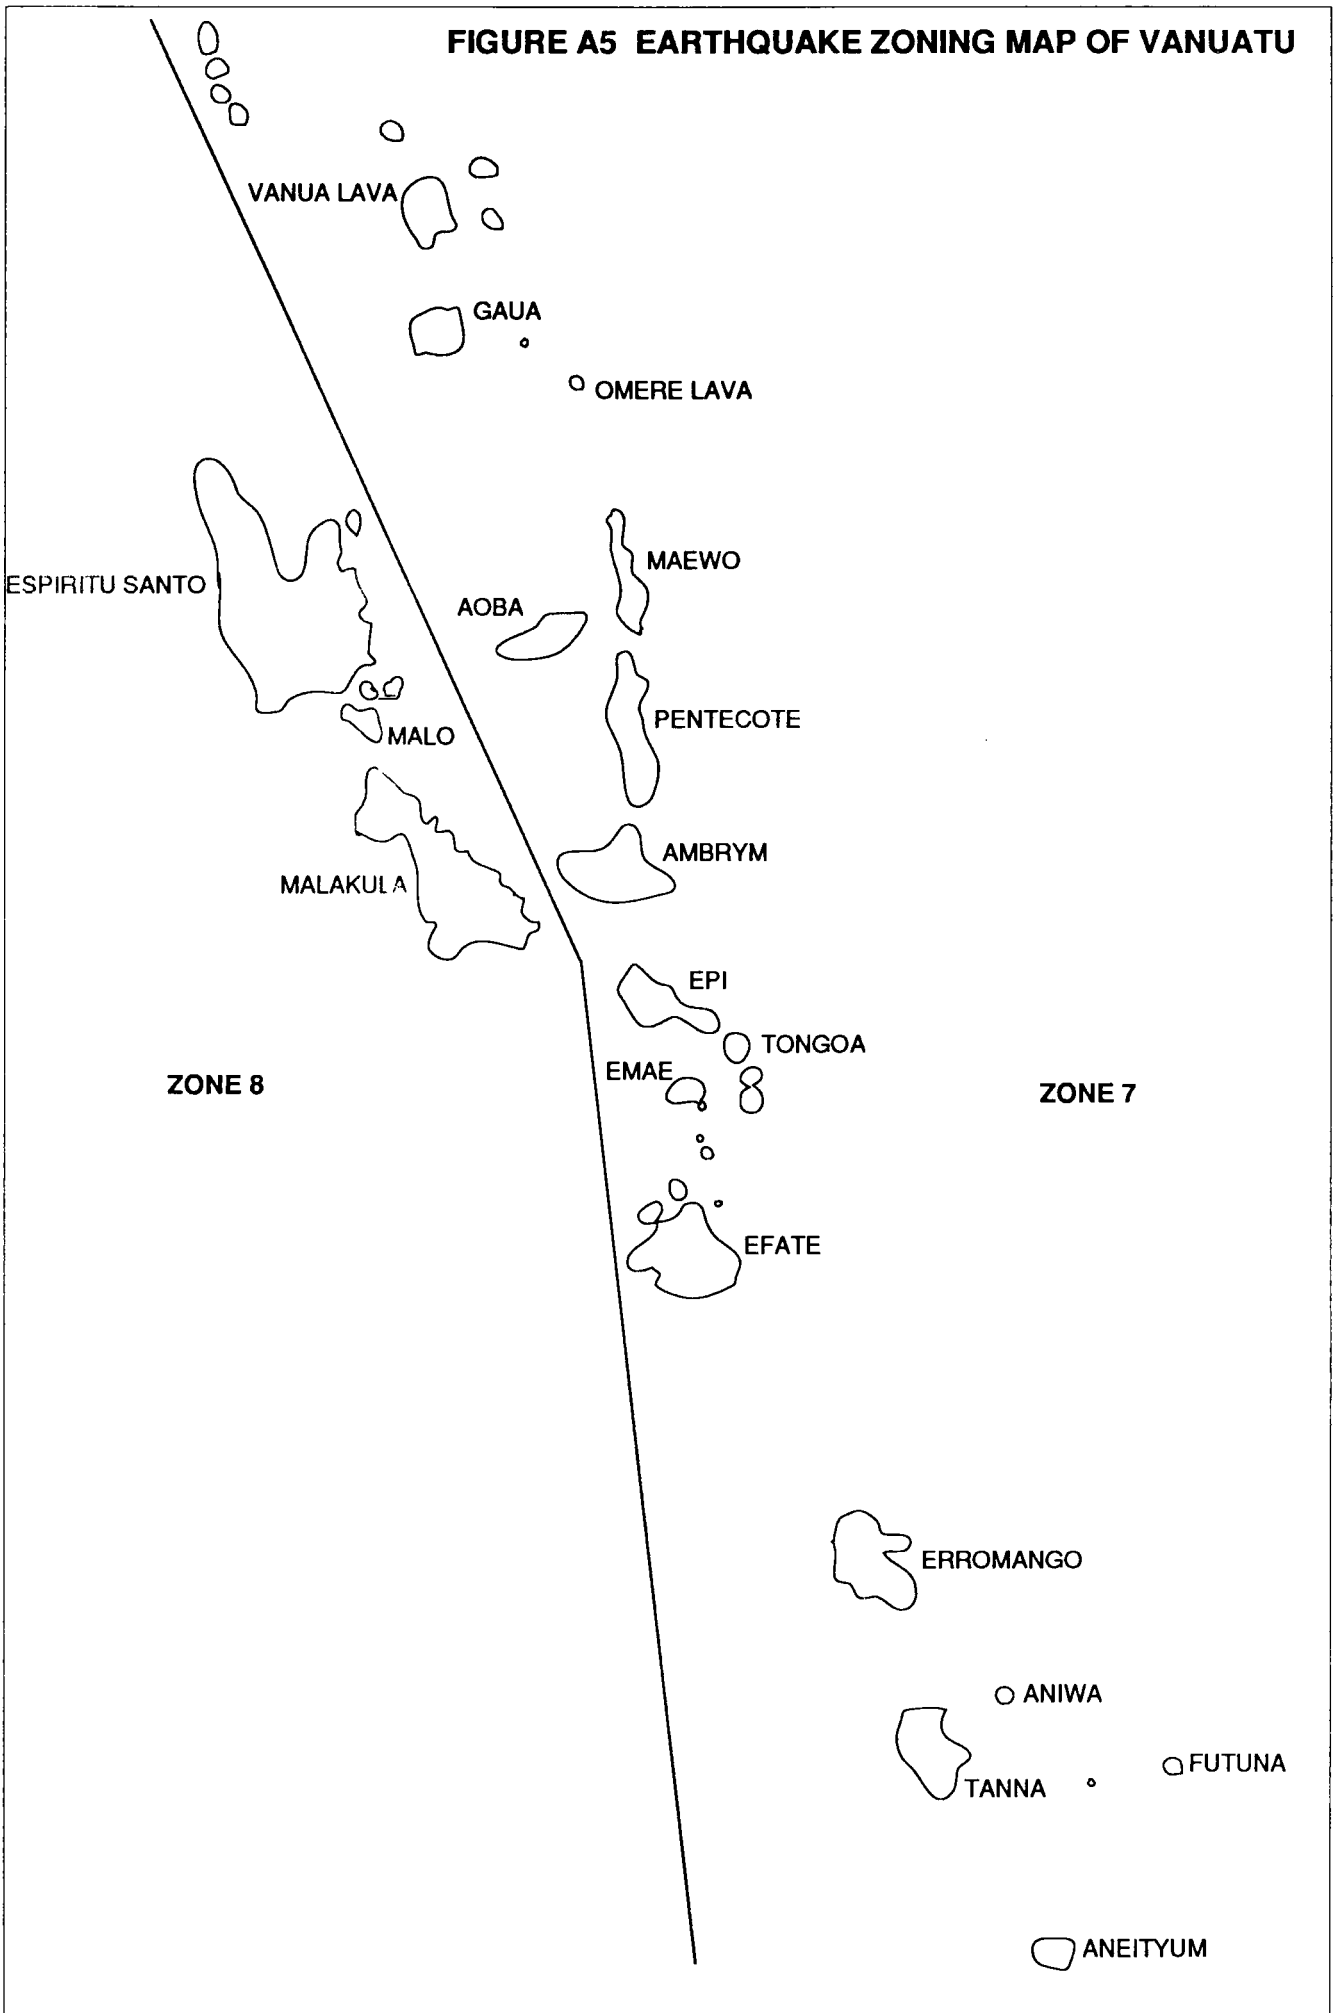 FIGURE A5 EARTHQUAKE ZONING MAP OF VANUATU
VANUA LAVA
GAUA
OMERE LAVA
ESPIRITU SANTO
MAEWO
AOBA
PENTECOTE
MALO
AMBRYM
MALAKULA
EPI
TONGOA
EMAE
ZONE 8
ZONE 7
EFATE
ERROMANGO
ANIWA
FUTUNA
TANNA
ANEITYUM